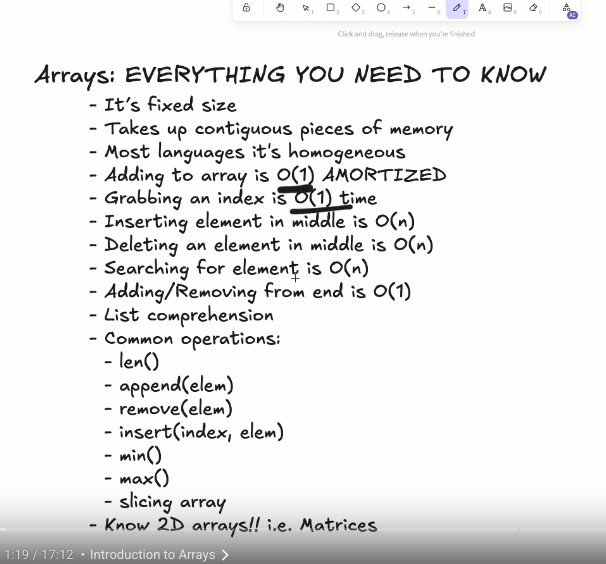 Click and drag, release when you're finished
Arrays: EVERYTHING YOU NEED TO KNOW
- It's fixed size
- Takes up contiguous pieces of memory
- Most languages it's homogeneous
- Adding to array is O(1) AMORTIZED
- Grabbing an index is O(1) time
- Inserting element in middle is O(n)
- Deleting an element in middle is O(n)
- Searching for element is O(n)
- Adding/Removing from end is O(1)
- List comprehension
- Common operations:
- len()
- append(elem)
- remove(elem)
- insert(index, elem)
- min()
- max()
- slicing array
- Know 2D arrays!! i.e. Matrices
1:19 / 17:12 • Introduction to Arrays